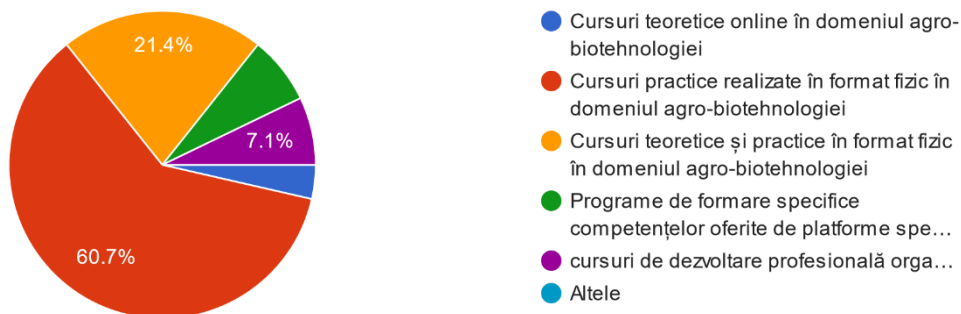 21.4%
7.1%
60.7%
Cursuri teoretice online în domeniul agro-
biotehnologiei
Cursuri practice realizate în format fizic în
domeniul agro-biotehnologiei
Cursuri teoretice și practice în format fizic
în domeniul agro-biotehnologiei
Programe de formare specifice
competențelor oferite de platforme spe…
cursuri de dezvoltare profesională orga…
Altele